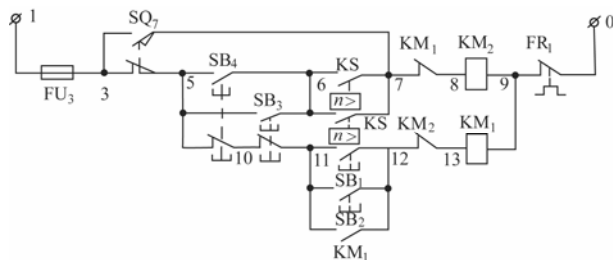 1
0
SQ₇
SB₄
KS
KM₁
KM₂
FR₁
FU₃
3
5
6
n>
7
8
9
SB₃
KS
n>
KM₂
KM₁
10
11
12
13
SB₁
SB₂
KM₁